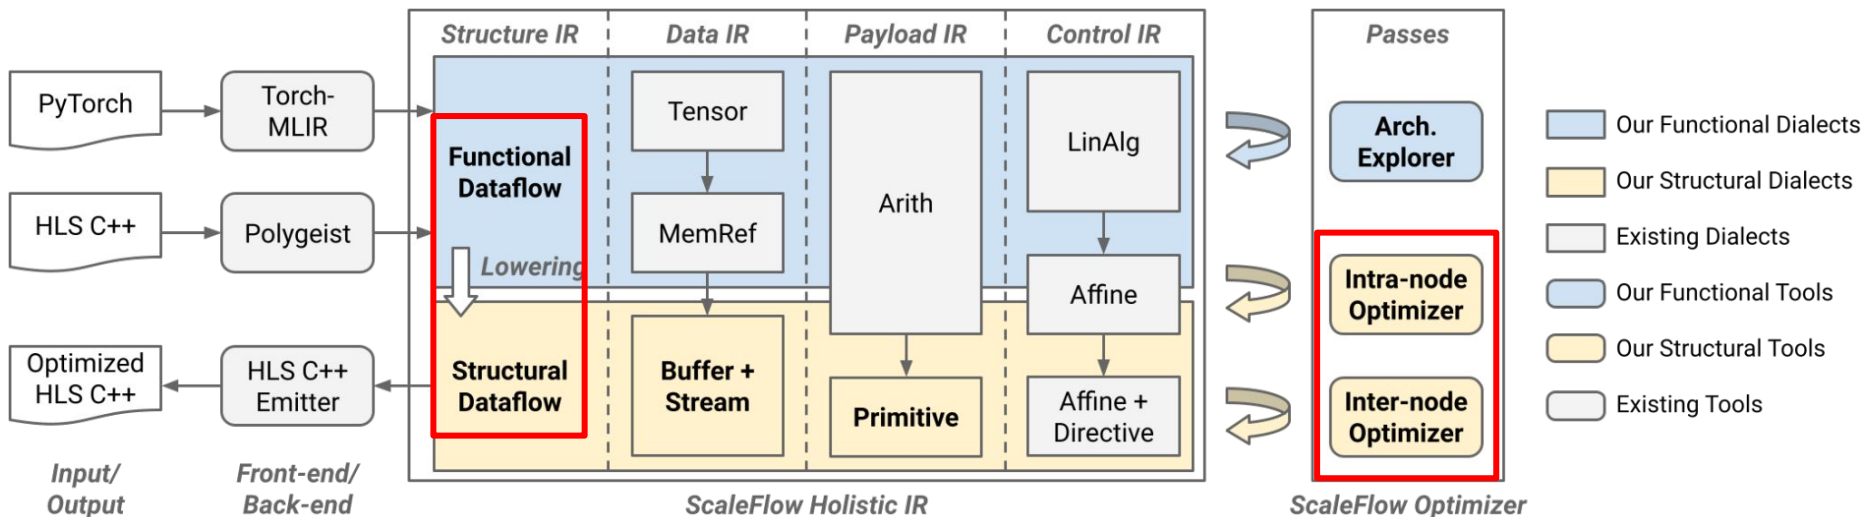 Structure IR
Data IR
Payload IR
Control IR
Passes
PyTorch
Torch-
MLIR
HLS C++
Polygeist
Optimized
HLS C++
HLS C++
Emitter
Input/
Output
Front-end/
Back-end
Functional
Dataflow
Lowering
Structural
Dataflow
Tensor
MemRef
Buffer +
Stream
Arith
Primitive
LinAlg
Affine
Affine +
Directive
ScaleFlow Holistic IR
Arch.
Explorer
Intra-node
Optimizer
Inter-node
Optimizer
ScaleFlow Optimizer
Our Functional Dialects
Our Structural Dialects
Existing Dialects
Our Functional Tools
Our Structural Tools
Existing Tools